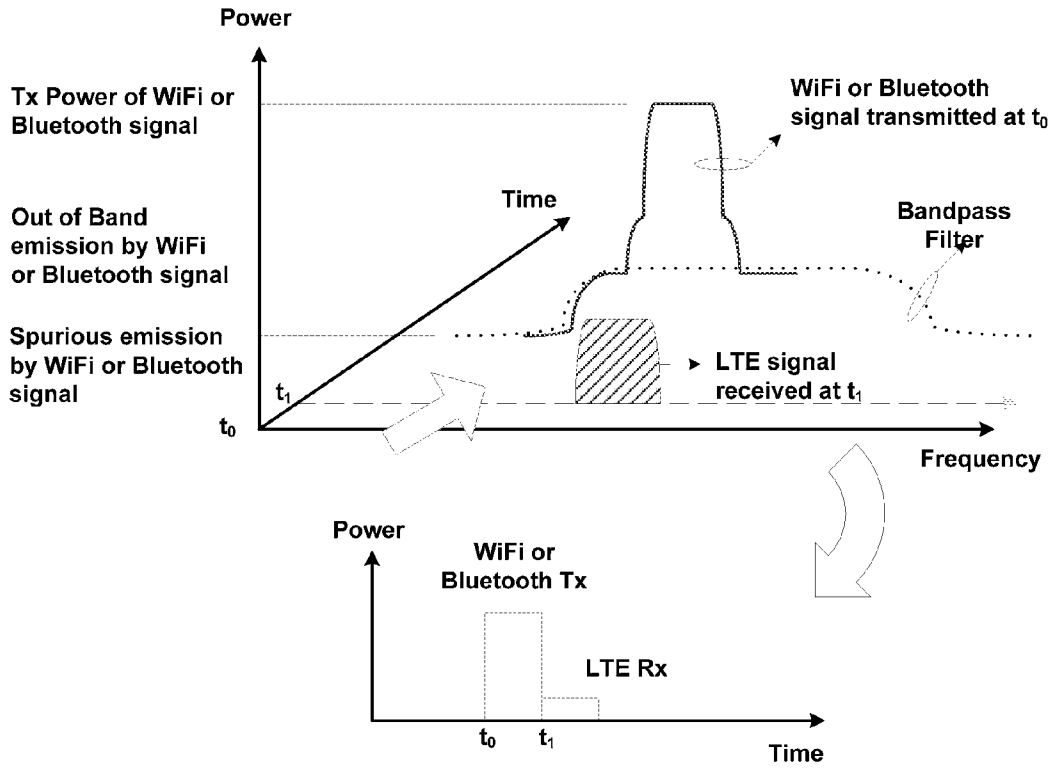 Power
Tx Power of WiFi or
Bluetooth signal
WiFi or Bluetooth
signal transmitted at t0
Time
Bandpass
Filter
Out of Band
emission by WiFi
or Bluetooth signal
Spurious emission
by WiFi or Bluetooth
signal
LTE signal
received at t1
t1
t0
Frequency
Power
WiFi or
Bluetooth Tx
LTE Rx
t0
t1
Time